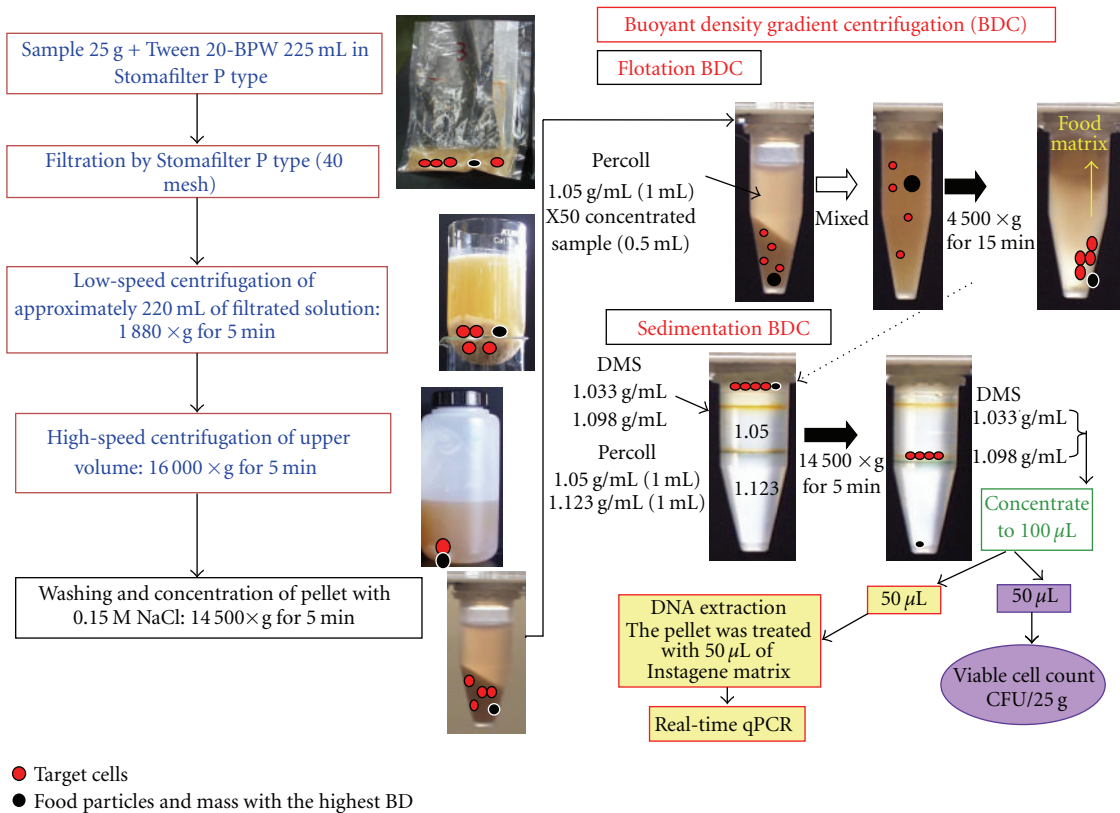 Sample 25 g + Tween 20-BPW 225 mL in
Stomafilter P type
Filtration by Stomafilter P type (40
mesh)
Low-speed centrifugation of
approximately 220 mL of filtrated solution:
1 880 ×g for 5 min
High-speed centrifugation of upper
volume: 16 000 ×g for 5 min
Washing and concentration of pellet with
0.15 M NaCl: 14 500×g for 5 min
Buoyant density gradient centrifugation (BDC)
Flotation BDC
Percoll
1.05 g/mL (1 mL)
X50 concentrated
sample (0.5 mL)
Mixed
4 500 ×g
for 15 min
Food
matrix
Sedimentation BDC
DMS
1.033 g/mL
1.098 g/mL
Percoll
1.05 g/mL (1 mL)
1.123 g/mL (1 mL)
1.05
1.123
14 500 ×g
for 5 min
DMS
1.033 g/mL
1.098 g/mL
Concentrate
to 100 µL
50 µL
50 µL
DNA extraction
The pellet was treated
with 50 µL of
Instagene matrix
Real-time qPCR
Viable cell count
CFU/25 g
Target cells
Food particles and mass with the highest BD